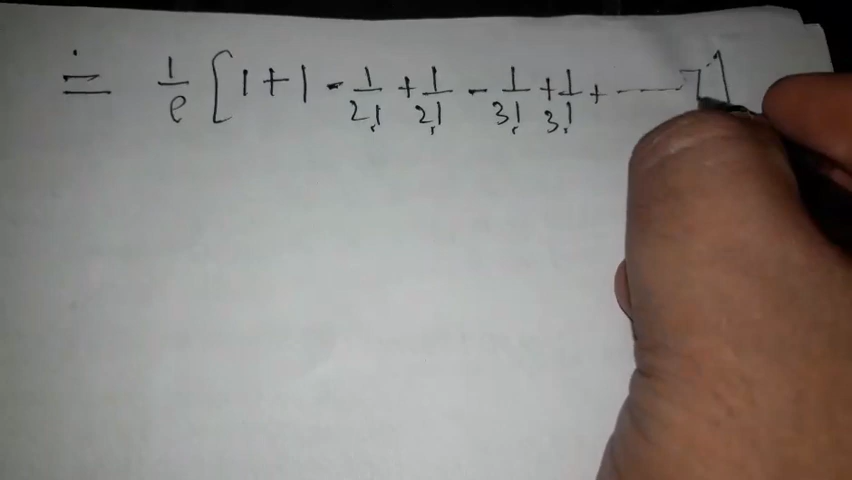 = 1/e [1 + 1 - 1/2! + 1/2! - 1/3! + 1/3! + ---- ]